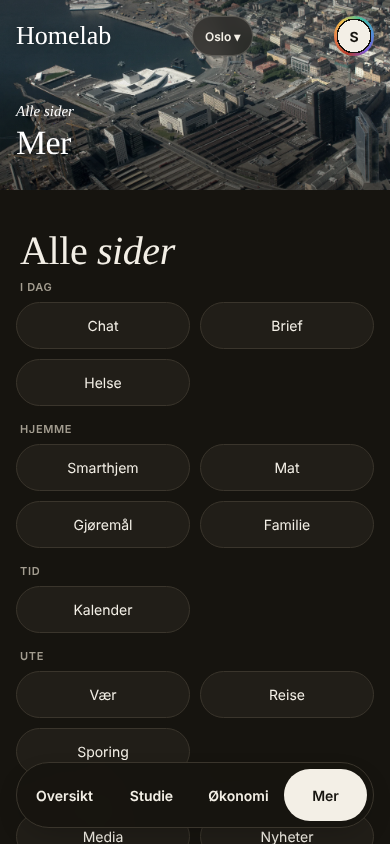 Homelab
Oslo ▾
S
Alle sider
Mer
Alle sider
I DAG
Chat
Brief
Helse
HJEMME
Smarthjem
Mat
Gjøremål
Familie
TID
Kalender
UTE
Vær
Reise
Sporing
Oversikt
Studie
Økonomi
Mer
Media
Nyheter